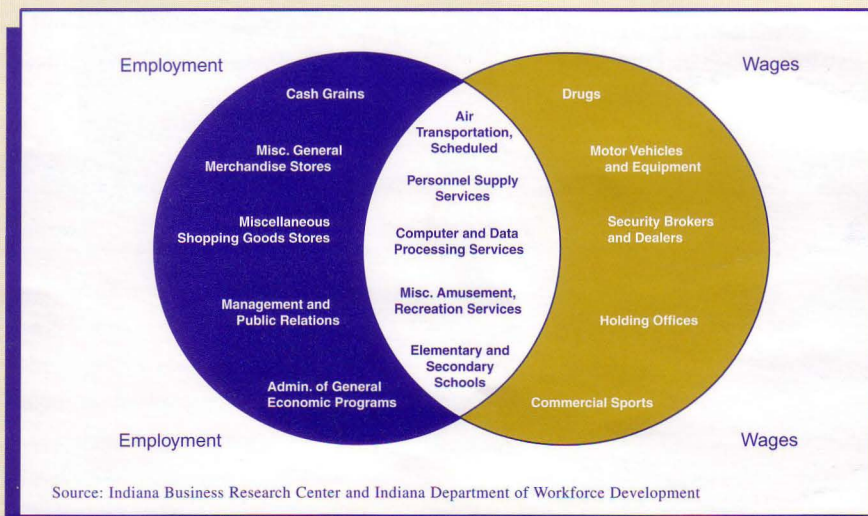 Employment
Wages
Cash Grains
Misc. General
Merchandise Stores
Miscellaneous
Shopping Goods Stores
Management and
Public Relations
Admin. of General
Economic Programs
Air
Transportation,
Scheduled
Personnel Supply
Services
Computer and Data
Processing Services
Misc. Amusement,
Recreation Services
Elementary and
Secondary
Schools
Drugs
Motor Vehicles
and Equipment
Security Brokers
and Dealers
Holding Offices
Commercial Sports
Employment
Wages
Source: Indiana Business Research Center and Indiana Department of Workforce Development